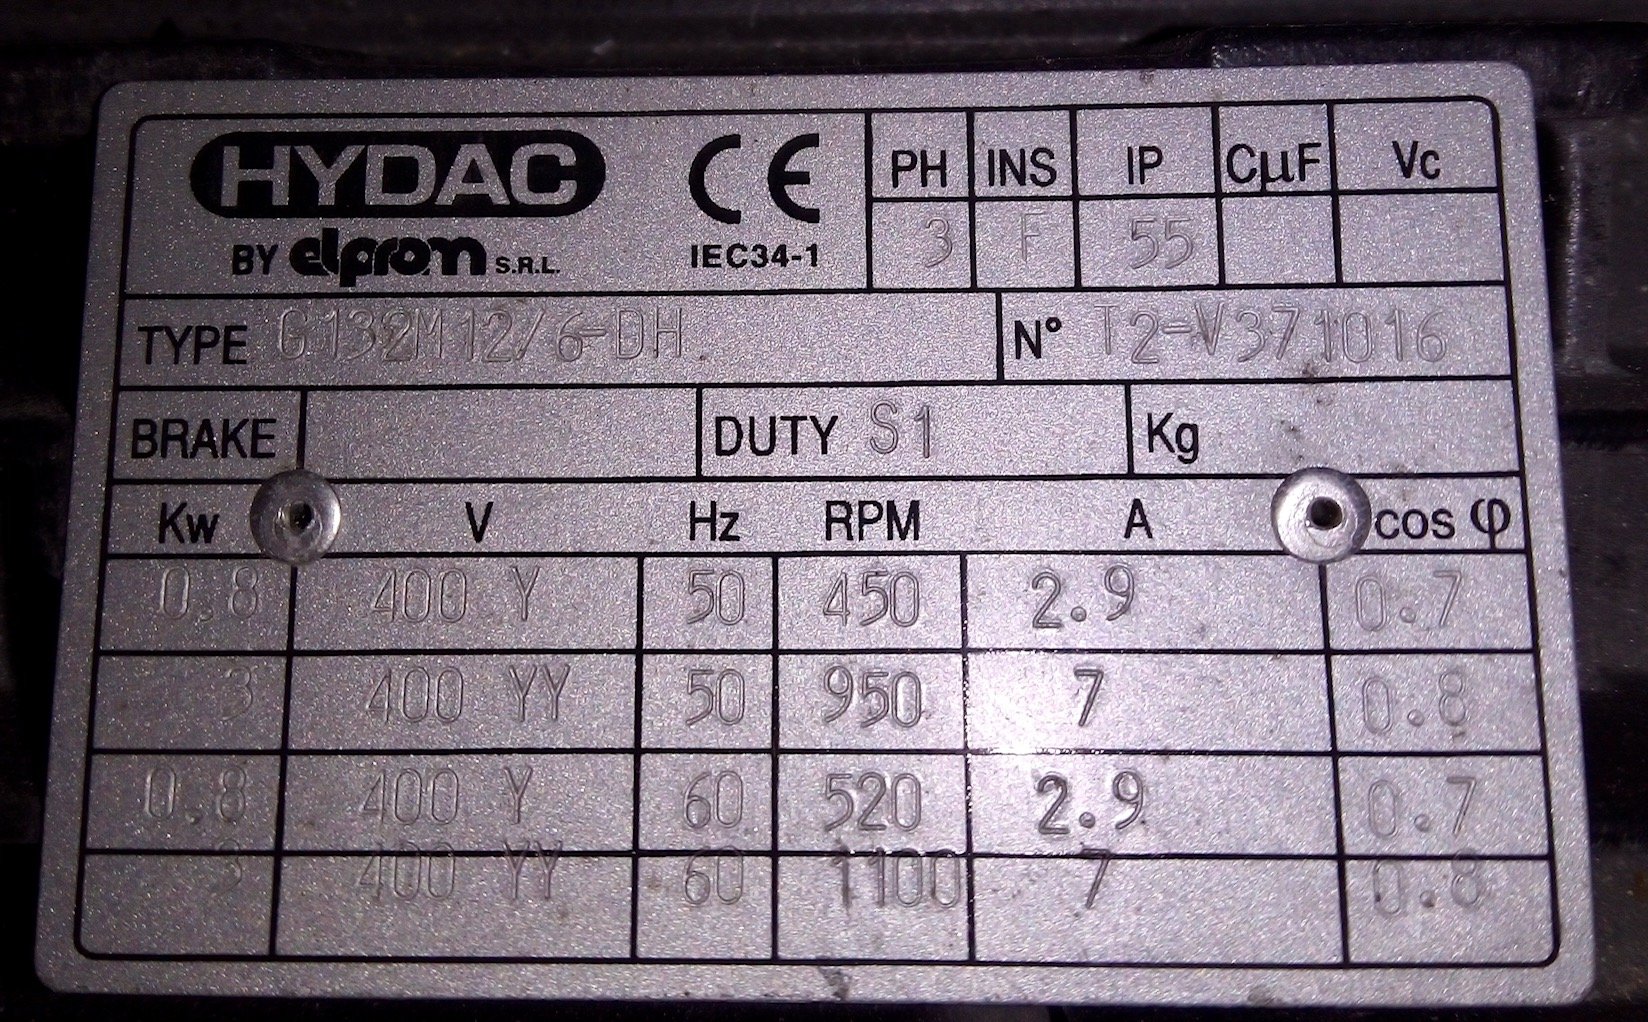 HYDAC CE PH INS IP CµF Vc
BY elprom S.R.L. IEC34-1 3 F 55
TYPE G132M12/6-DH N° T2-V371016
BRAKE DUTY S1 Kg
Kw V Hz RPM A cos φ
0.8 400 Y 50 450 2.9 0.7
3 400 YY 50 950 7 0.8
0.8 400 Y 60 520 2.9 0.7
3 400 YY 60 1100 7 0.8